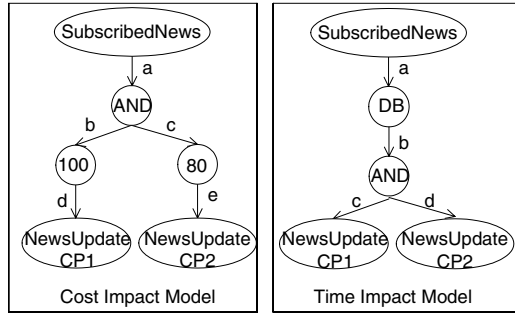 SubscribedNews
a
AND
b
c
100
80
d
e
NewsUpdate
CP1
NewsUpdate
CP2
Cost Impact Model
SubscribedNews
a
DB
b
AND
c
d
NewsUpdate
CP1
NewsUpdate
CP2
Time Impact Model